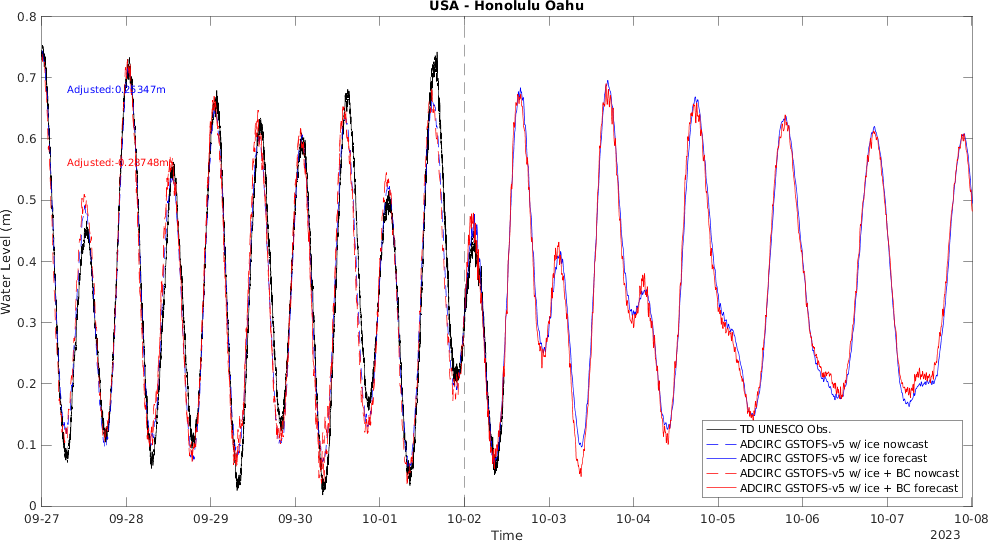 USA - Honolulu Oahu
0.8
0.7
0.6
0.5
0.4
0.3
0.2
0.1
0
Water Level (m)
Adjusted:0.26347m
Adjusted:-0.28748m
TD UNESCO Obs.
ADCIRC GSTOFS-v5 w/ ice nowcast
ADCIRC GSTOFS-v5 w/ ice forecast
ADCIRC GSTOFS-v5 w/ ice + BC nowcast
ADCIRC GSTOFS-v5 w/ ice + BC forecast
09-27 09-28 09-29 09-30 10-01 10-02 10-03 10-04 10-05 10-06 10-07 10-08
Time
2023